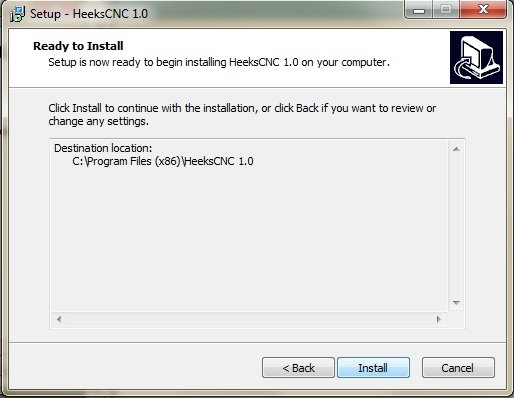 Setup - HeeksCNC 1.0
Ready to Install
Setup is now ready to begin installing HeeksCNC 1.0 on your computer.
Click Install to continue with the installation, or click Back if you want to review or
change any settings.
Destination location:
C:\Program Files (x86)\HeeksCNC 1.0
< Back
Install
Cancel